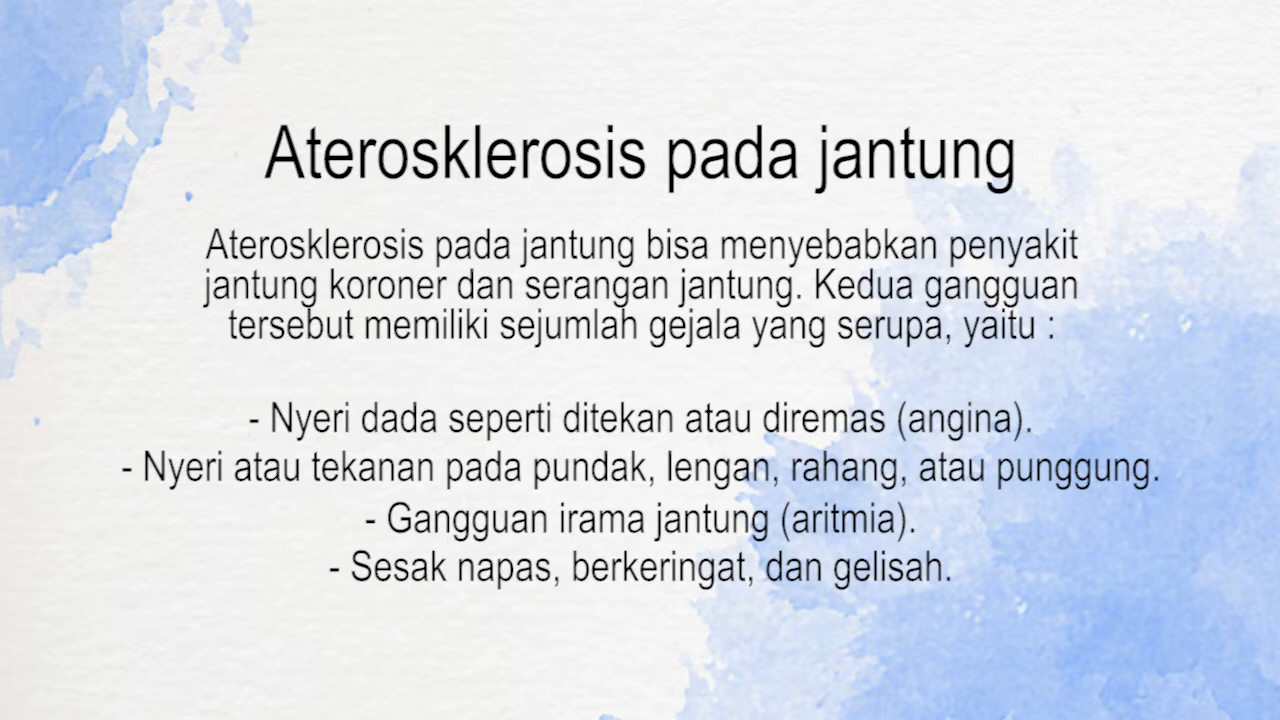 Aterosklerosis pada jantung
Aterosklerosis pada jantung bisa menyebabkan penyakit
jantung koroner dan serangan jantung. Kedua gangguan
tersebut memiliki sejumlah gejala yang serupa, yaitu :
- Nyeri dada seperti ditekan atau diremas (angina).
- Nyeri atau tekanan pada pundak, lengan, rahang, atau punggung.
- Gangguan irama jantung (aritmia).
- Sesak napas, berkeringat, dan gelisah.